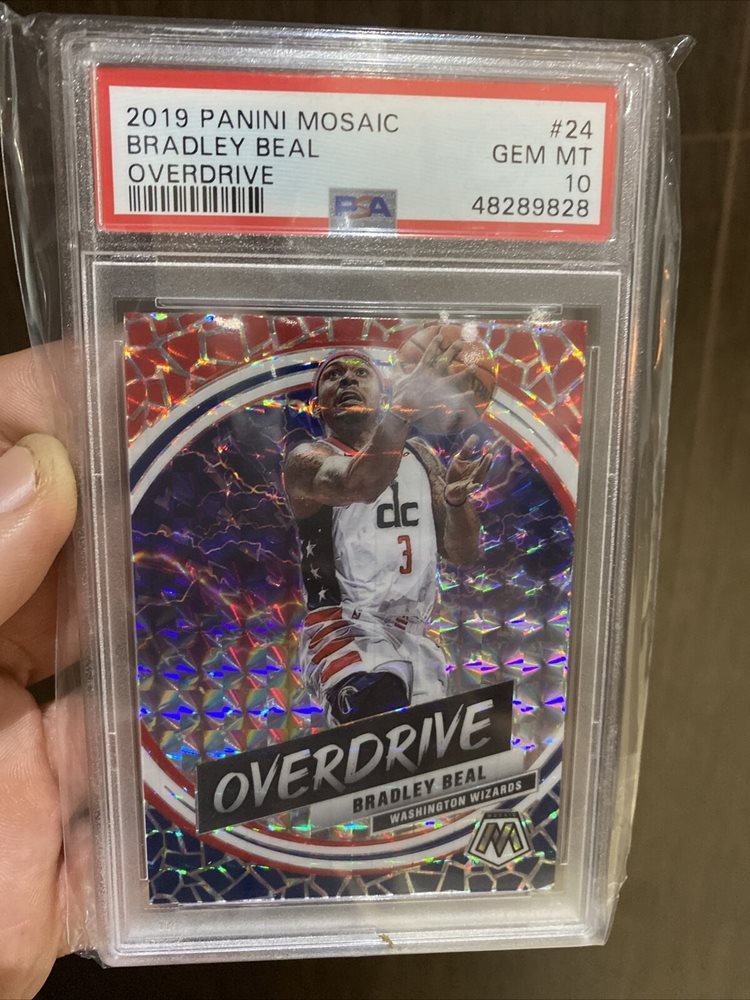 2019 PANINI MOSAIC #24
BRADLEY BEAL GEM MT
OVERDRIVE 10
PSA 48289828
dc
3
OVERDRIVE
BRADLEY BEAL
WASHINGTON WIZARDS
M